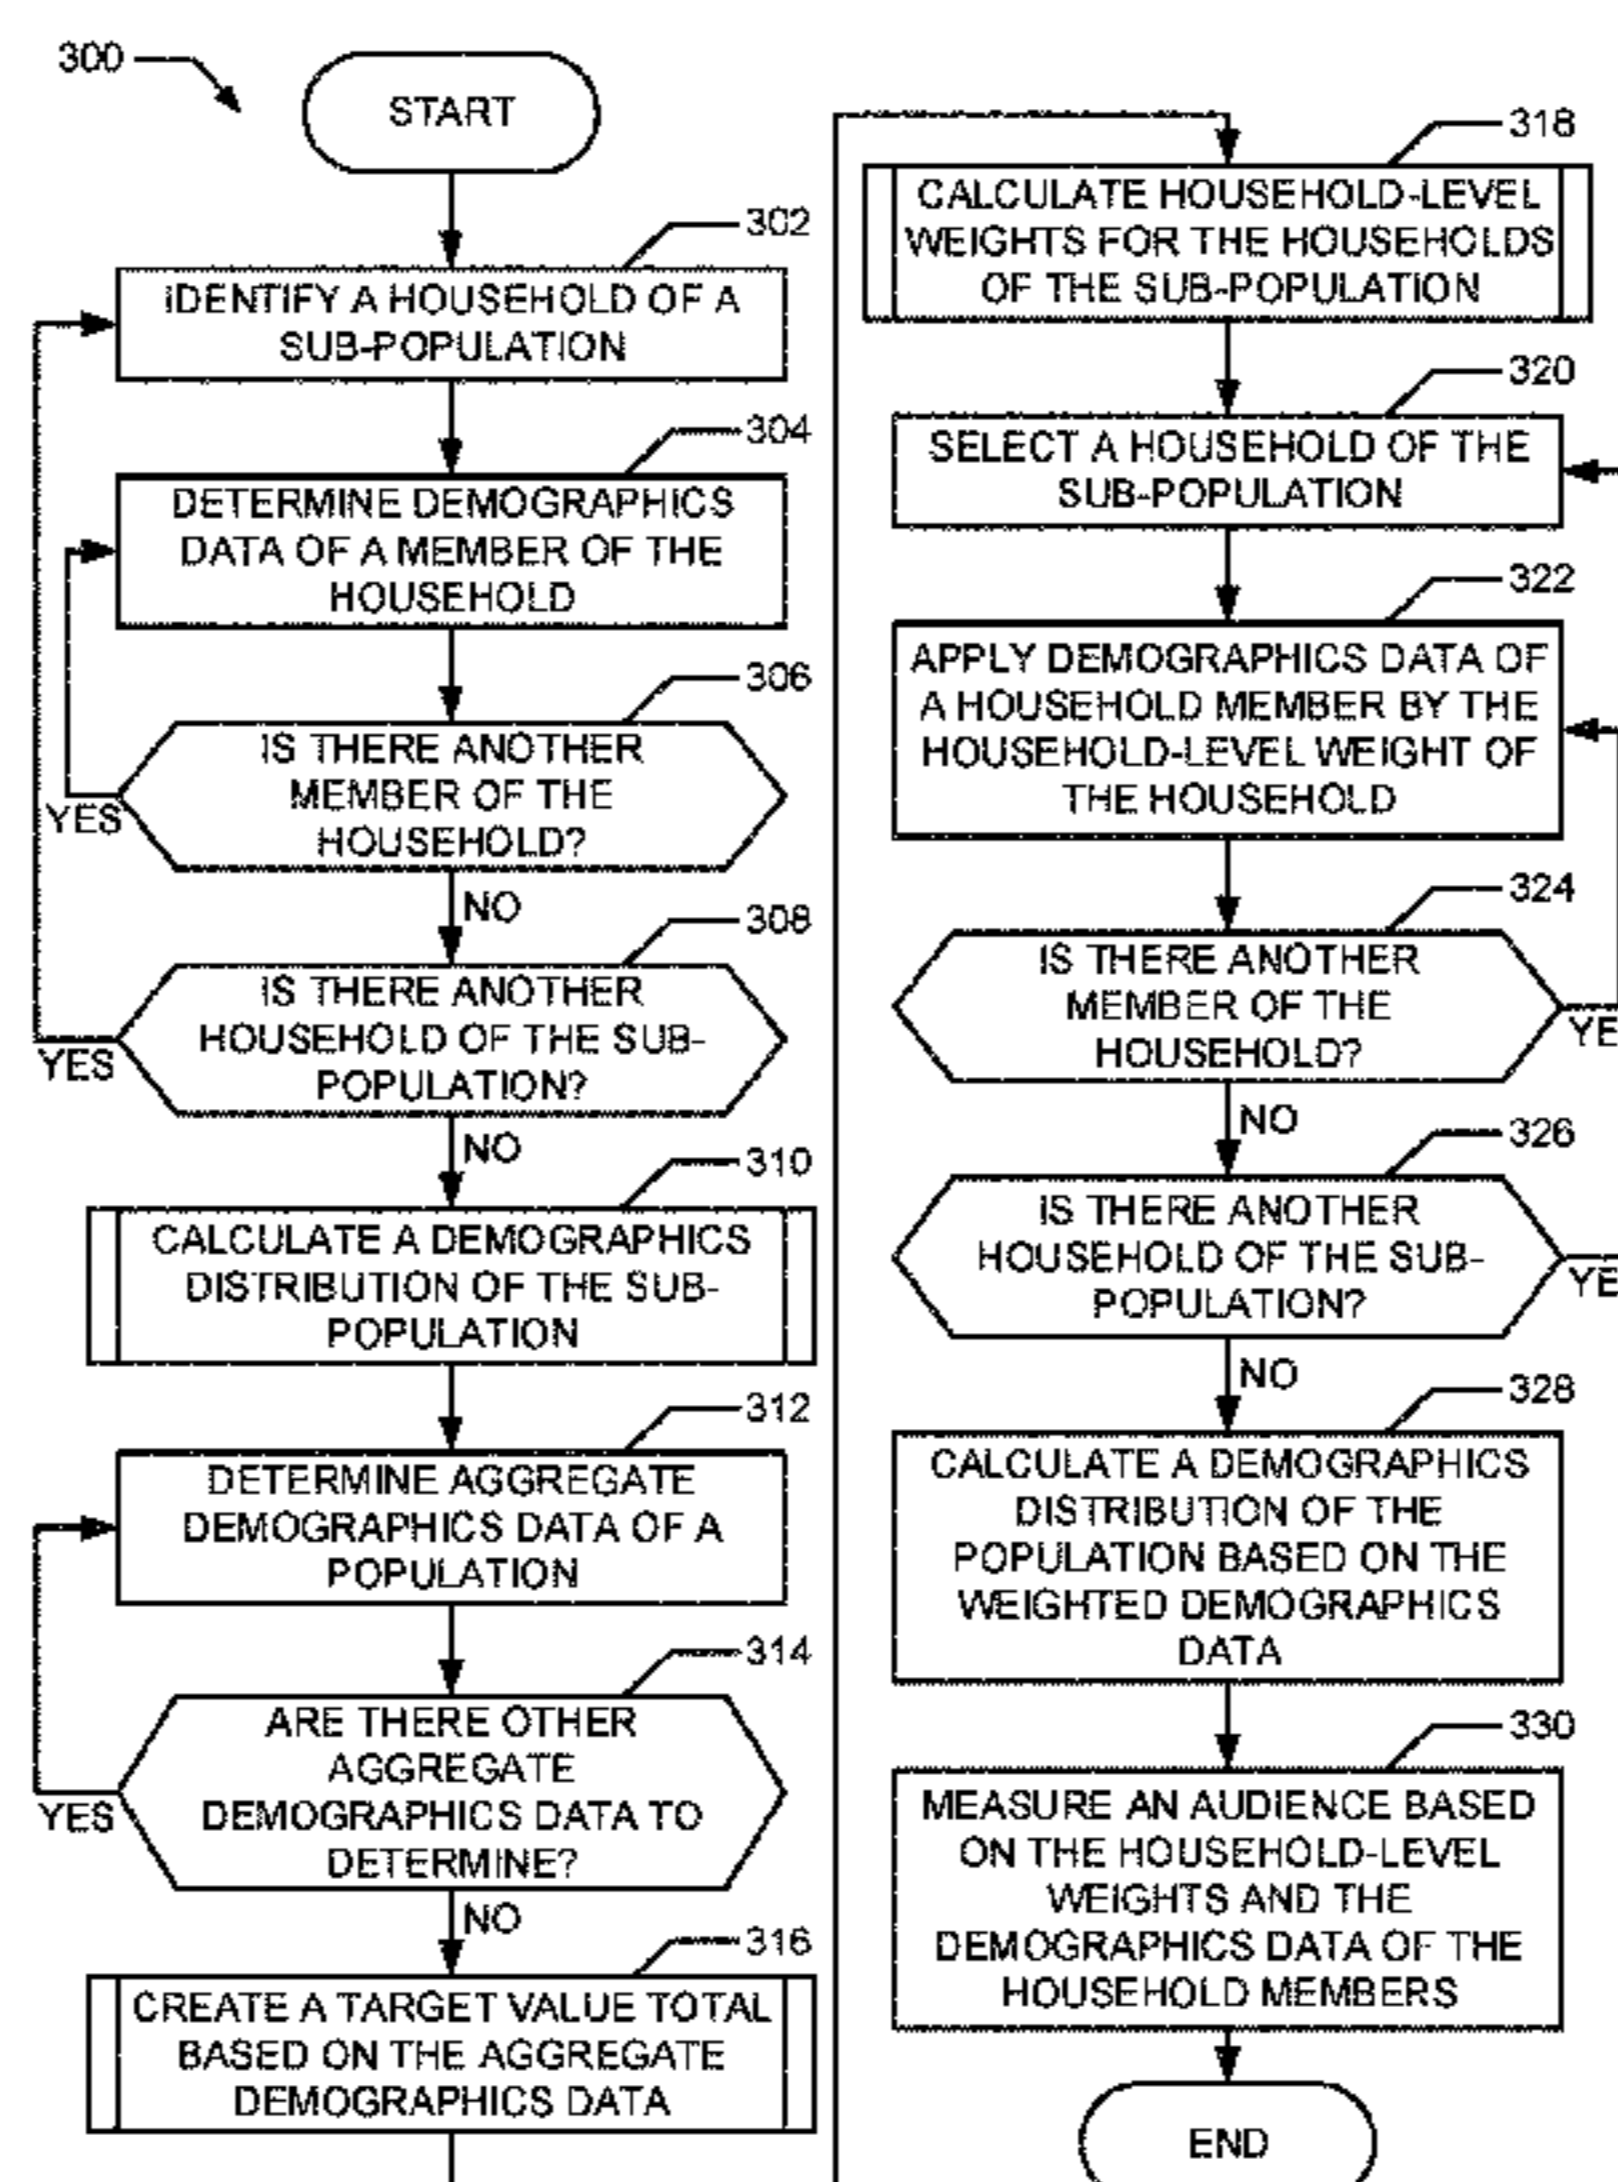 300
START
302
IDENTIFY A HOUSEHOLD OF A
SUB-POPULATION
304
DETERMINE DEMOGRAPHICS
DATA OF A MEMBER OF THE
HOUSEHOLD
306
IS THERE ANOTHER
MEMBER OF THE
HOUSEHOLD?
YES
NO
308
IS THERE ANOTHER
HOUSEHOLD OF THE SUB-
POPULATION?
YES
NO
310
CALCULATE A DEMOGRAPHICS
DISTRIBUTION OF THE SUB-
POPULATION
312
DETERMINE AGGREGATE
DEMOGRAPHICS DATA OF A
POPULATION
314
ARE THERE OTHER
AGGREGATE
DEMOGRAPHICS DATA TO
DETERMINE?
YES
NO
316
CREATE A TARGET VALUE TOTAL
BASED ON THE AGGREGATE
DEMOGRAPHICS DATA
318
CALCULATE HOUSEHOLD-LEVEL
WEIGHTS FOR THE HOUSEHOLDS
OF THE SUB-POPULATION
320
SELECT A HOUSEHOLD OF THE
SUB-POPULATION
322
APPLY DEMOGRAPHICS DATA OF
A HOUSEHOLD MEMBER BY THE
HOUSEHOLD-LEVEL WEIGHT OF
THE HOUSEHOLD
324
IS THERE ANOTHER
MEMBER OF THE
HOUSEHOLD?
YE
NO
326
IS THERE ANOTHER
HOUSEHOLD OF THE SUB-
POPULATION?
YE
NO
328
CALCULATE A DEMOGRAPHICS
DISTRIBUTION OF THE
POPULATION BASED ON THE
WEIGHTED DEMOGRAPHICS
DATA
330
MEASURE AN AUDIENCE BASED
ON THE HOUSEHOLD-LEVEL
WEIGHTS AND THE
DEMOGRAPHICS DATA OF THE
HOUSEHOLD MEMBERS
END